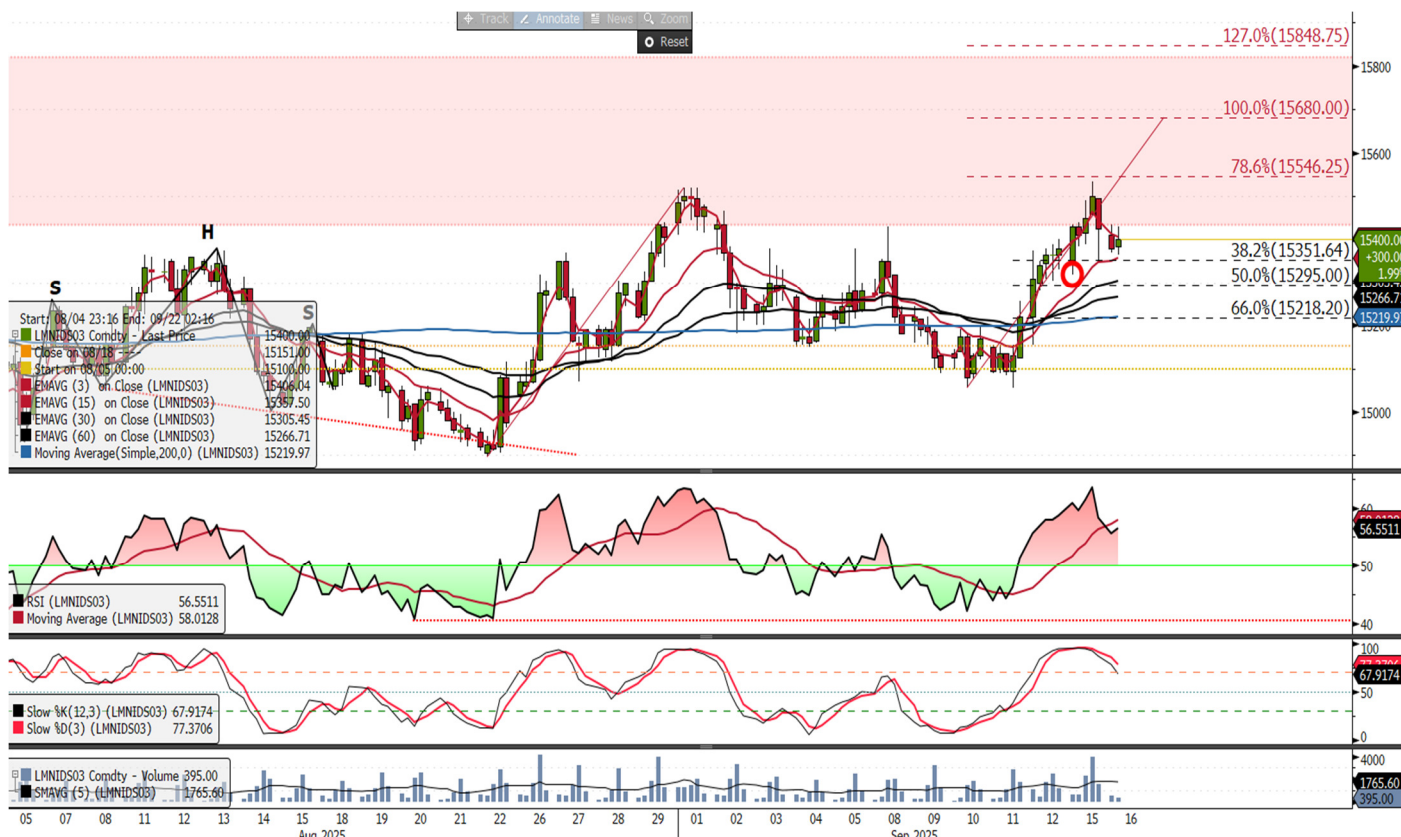 Track Annotate News Zoom
Reset
127.0%(15848.75)
15800
100.0%(15680.00)
15600
78.6%(15546.25)
H
15400.00
+300.00
1.99%
38.2%(15351.64)
50.0%(15295.00)
S
15266.71
66.0%(15218.20)
15219.97
S
Start: 08/04 23:16 End: 09/22 02:16
LMNIDS03 Comdty - Last Price 15400.00
Close on 08/18 ---- 15151.00
Start on 08/05 00:00 15100.00
EMAVG (3) on Close (LMNIDS03) 15406.04
EMAVG (15) on Close (LMNIDS03) 15357.50
EMAVG (30) on Close (LMNIDS03) 15305.45
EMAVG (60) on Close (LMNIDS03) 15266.71
Moving Average(Simple,200,0) (LMNIDS03) 15219.97
15000
60
56.5511
50
RSI (LMNIDS03) 56.5511
Moving Average (LMNIDS03) 58.0128
40
100
67.9174
50
Slow %K(12,3) (LMNIDS03) 67.9174
Slow %D(3) (LMNIDS03) 77.3706
0
4000
LMNIDS03 Comdty - Volume 395.00
SMAVG (5) (LMNIDS03) 1765.60
1765.60
395.00
05 07 08 11 12 13 14 15 18 19 20 21 22 26 27 28 29 01 02 03 04 05 08 09 10 11 12 15 16
Aug 2025 Sep 2025